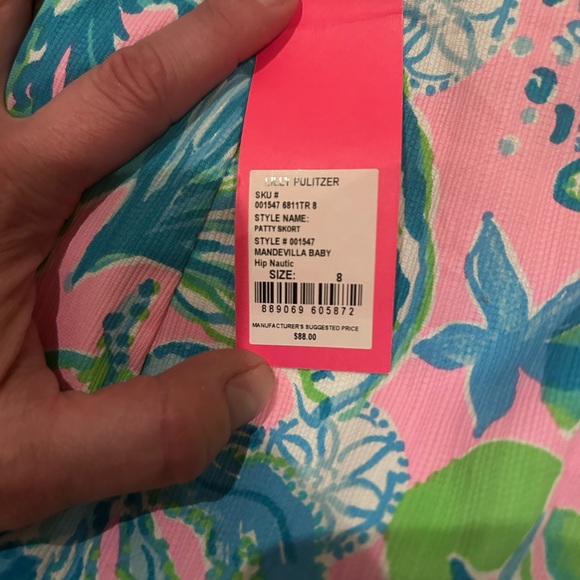 LILLY PULITZER
SKU #
001547 6811TR 8
STYLE NAME:
PATTY SKORT
STYLE # 001547
MANDEVILLA BABY
Hip Nautic
SIZE: 8
889069 605872
MANUFACTURER'S SUGGESTED PRICE
$88.00